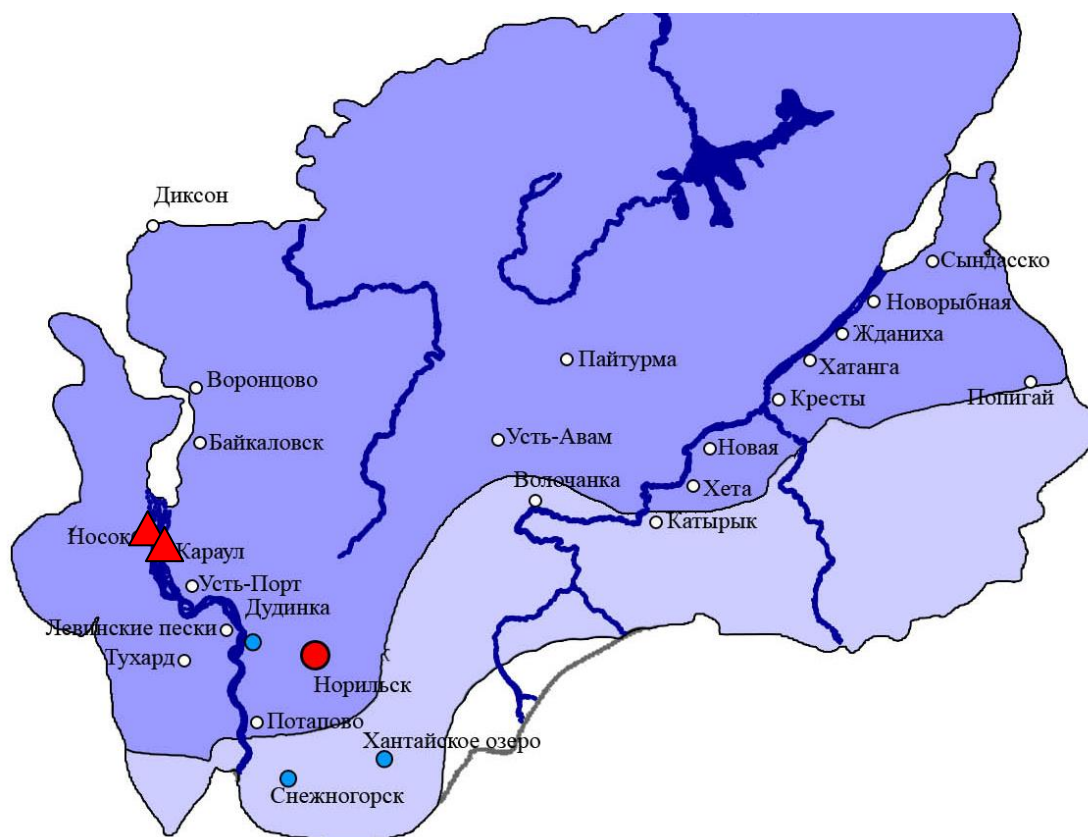 Диксон
Сындасско
Новорыбная
Жданиха
Хатанга
Пайтурма
Воронцово
Попигай
Кресты
Байкаловск
Усть-Авам
Новая
Волочанка
Хета
Катырык
Носок
Караул
Усть-Порт
Дудинка
Левинские пески
Тухард
Норильск
Потапово
Хантайское озеро
Снежногорск